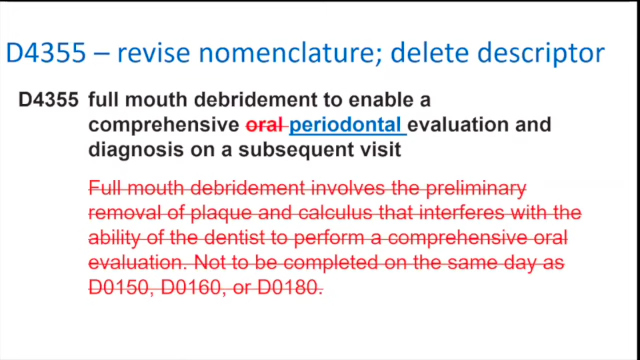 D4355 – revise nomenclature; delete descriptor
D4355 full mouth debridement to enable a
comprehensive oral periodontal evaluation and
diagnosis on a subsequent visit
Full mouth debridement involves the preliminary
removal of plaque and calculus that interferes with the
ability of the dentist to perform a comprehensive oral
evaluation. Not to be completed on the same day as
D0150, D0160, or D0180.